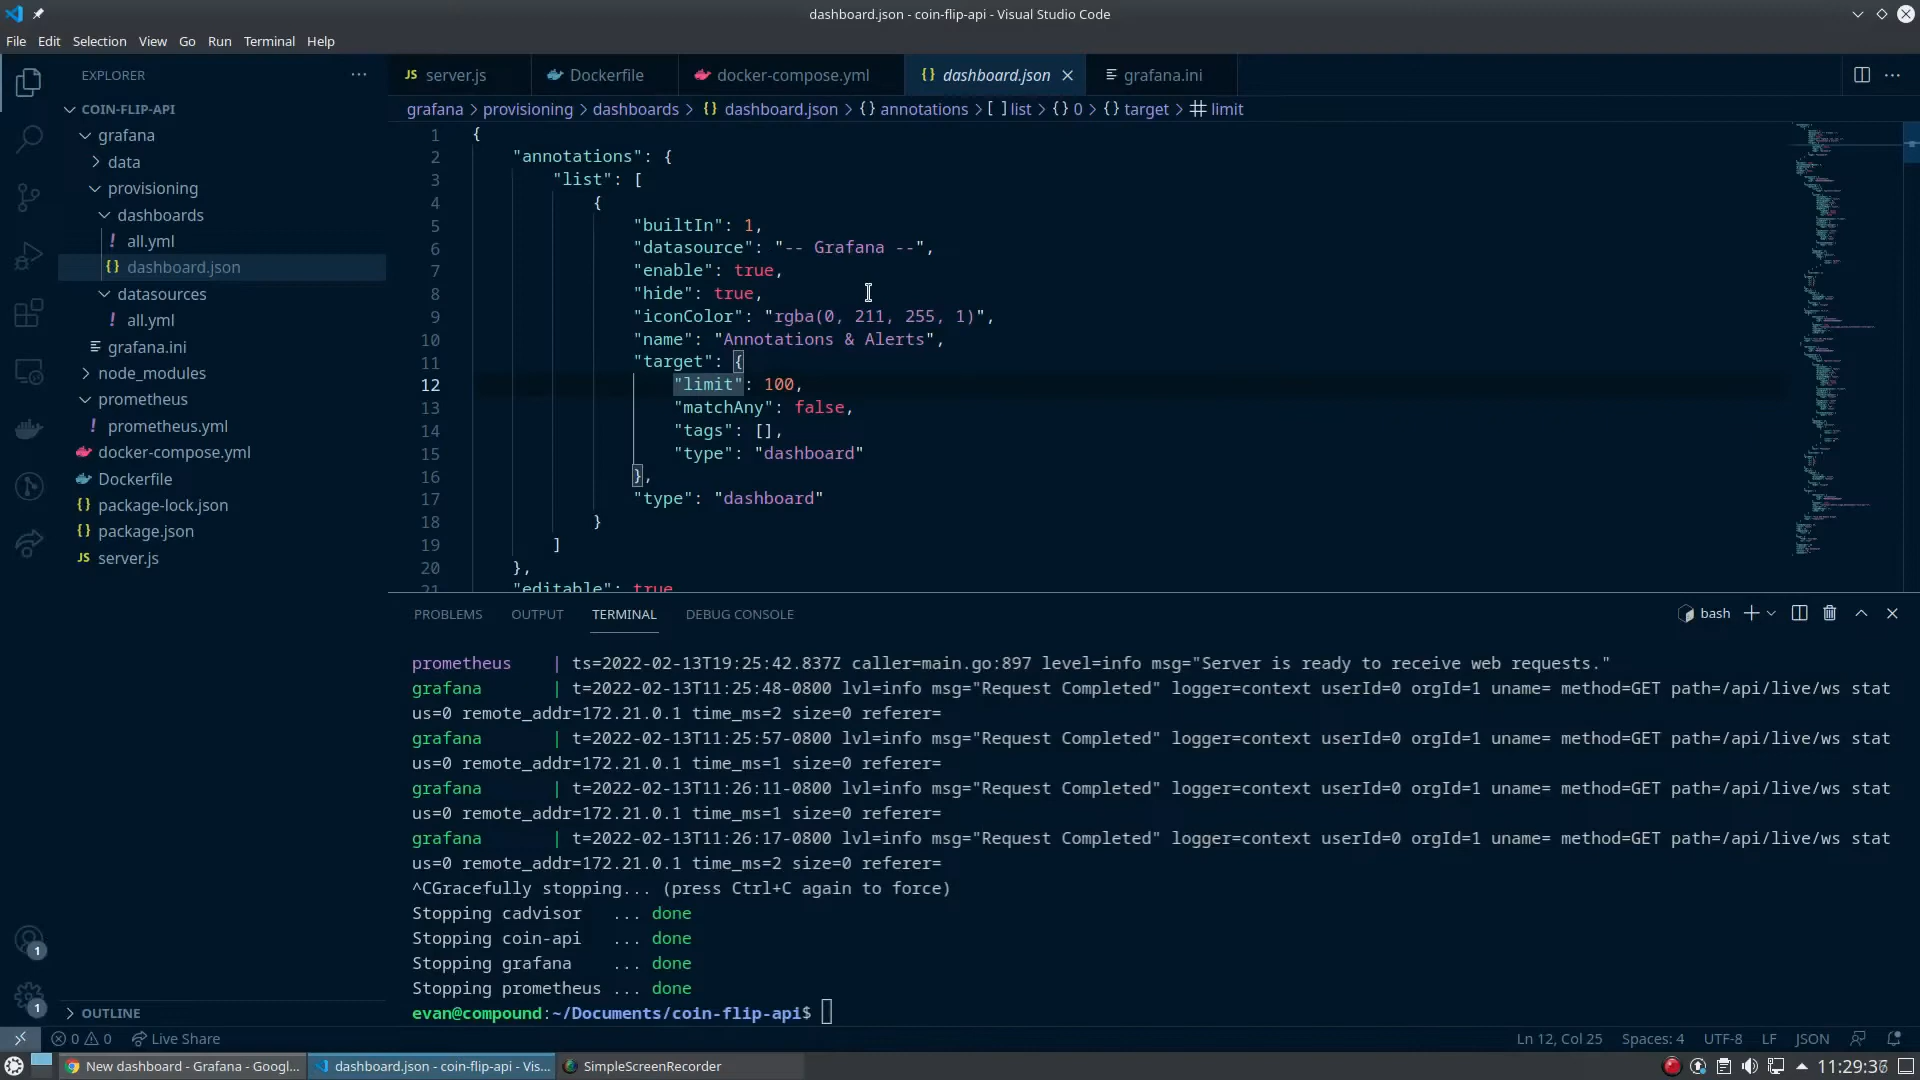 dashboard.json - coin-flip-api - Visual Studio Code
File Edit Selection View Go Run Terminal Help
EXPLORER
server.js
Dockerfile
docker-compose.yml
dashboard.json
grafana.ini
COIN-FLIP-API
grafana
data
provisioning
dashboards
all.yml
dashboard.json
datasources
all.yml
grafana.ini
node_modules
prometheus
prometheus.yml
docker-compose.yml
Dockerfile
package-lock.json
package.json
server.js
OUTLINE
grafana > provisioning > dashboards > {} dashboard.json > {} annotations > [ ] list > {} 0 > {} target > # limit
1 {
2 "annotations": {
3 "list": [
4 {
5 "builtIn": 1,
6 "datasource": "-- Grafana --",
7 "enable": true,
8 "hide": true,
9 "iconColor": "rgba(0, 211, 255, 1)",
10 "name": "Annotations & Alerts",
11 "target": {
12 "limit": 100,
13 "matchAny": false,
14 "tags": [],
15 "type": "dashboard"
16 },
17 "type": "dashboard"
18 }
19 ]
20 },
21 "editable": true
PROBLEMS OUTPUT TERMINAL DEBUG CONSOLE
bash
prometheus | ts=2022-02-13T19:25:42.837Z caller=main.go:897 level=info msg="Server is ready to receive web requests."
grafana | t=2022-02-13T11:25:48-0800 lvl=info msg="Request Completed" logger=context userId=0 orgId=1 uname= method=GET path=/api/live/ws stat
us=0 remote_addr=172.21.0.1 time_ms=2 size=0 referer=
grafana | t=2022-02-13T11:25:57-0800 lvl=info msg="Request Completed" logger=context userId=0 orgId=1 uname= method=GET path=/api/live/ws stat
us=0 remote_addr=172.21.0.1 time_ms=1 size=0 referer=
grafana | t=2022-02-13T11:26:11-0800 lvl=info msg="Request Completed" logger=context userId=0 orgId=1 uname= method=GET path=/api/live/ws stat
us=0 remote_addr=172.21.0.1 time_ms=1 size=0 referer=
grafana | t=2022-02-13T11:26:17-0800 lvl=info msg="Request Completed" logger=context userId=0 orgId=1 uname= method=GET path=/api/live/ws stat
us=0 remote_addr=172.21.0.1 time_ms=2 size=0 referer=
^CGracefully stopping... (press Ctrl+C again to force)
Stopping cadvisor ... done
Stopping coin-api ... done
Stopping grafana ... done
Stopping prometheus ... done
evan@compound:~/Documents/coin-flip-api$
1
1
0 0 Live Share
Ln 12, Col 25 Spaces: 4 UTF-8 LF JSON
New dashboard - Grafana - Googl...
dashboard.json - coin-flip-api - Vis...
SimpleScreenRecorder